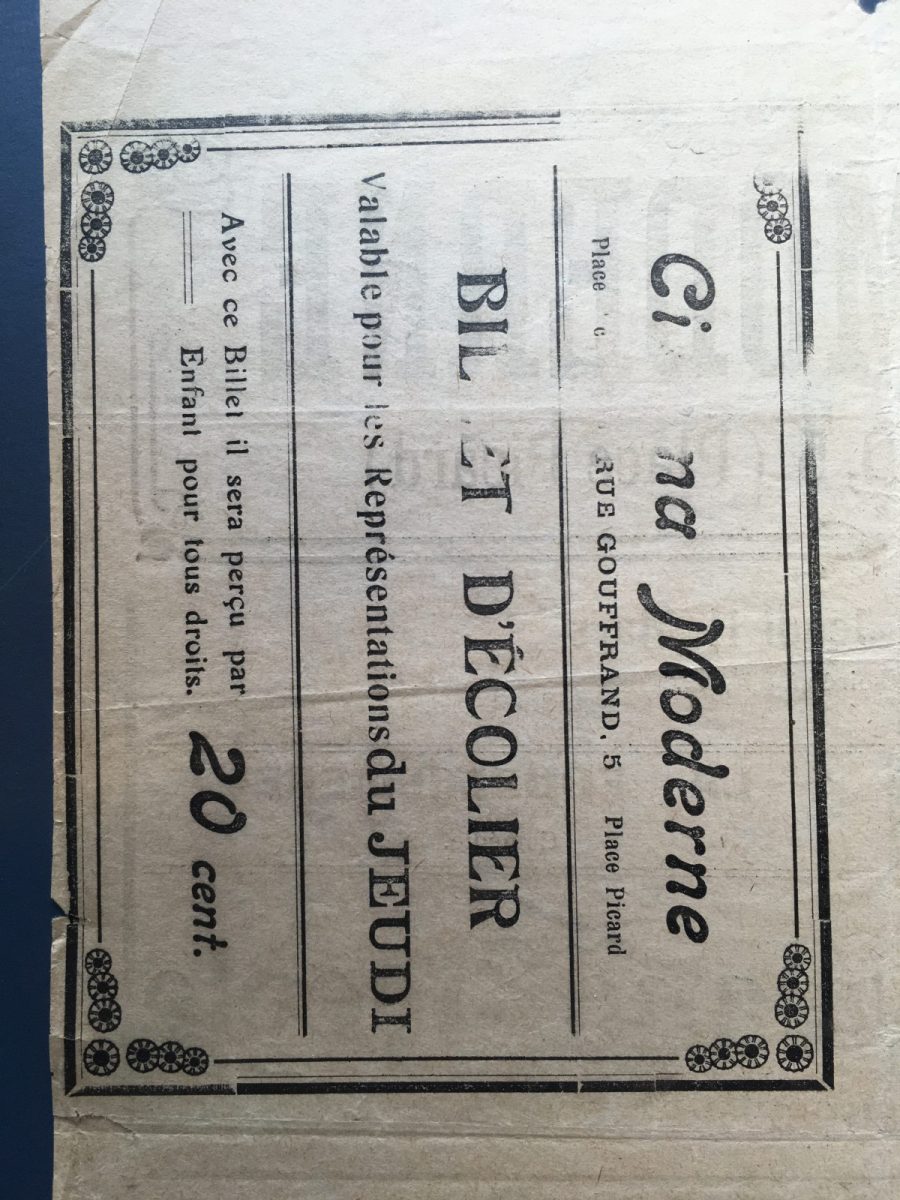 Ci na Moderne
Place c RUE GOUFFRAND, 5 Place Picard
BIL ET D'ÉCOLIER
Valable pour les Représentations du JEUDI
Avec ce Billet il sera perçu par
Enfant pour tous droits. 20 cent.